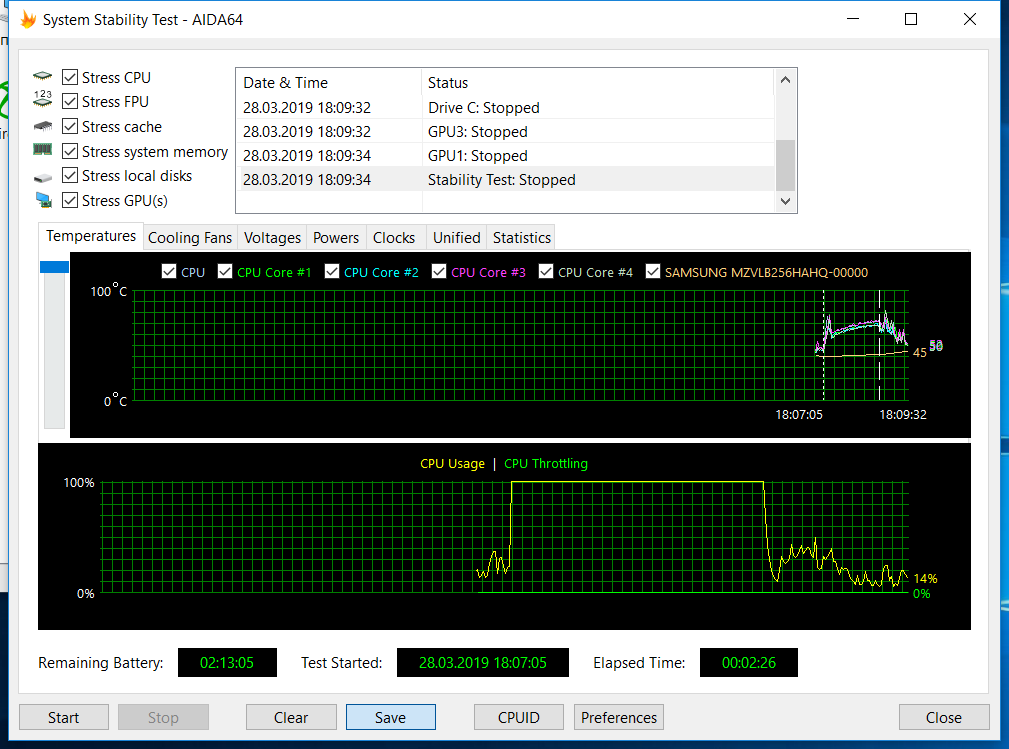 System Stability Test - AIDA64
Stress CPU
123
Stress FPU
Stress cache
Stress system memory
Stress local disks
Stress GPU(s)
Date & Time Status
28.03.2019 18:09:32 Drive C: Stopped
28.03.2019 18:09:32 GPU3: Stopped
28.03.2019 18:09:34 GPU1: Stopped
28.03.2019 18:09:34 Stability Test: Stopped
Temperatures Cooling Fans Voltages Powers Clocks Unified Statistics
CPU CPU Core #1 CPU Core #2 CPU Core #3 CPU Core #4 SAMSUNG MZVLB256HAHQ-00000
100°C
45 50
0°C
18:07:05 18:09:32
CPU Usage | CPU Throttling
100%
14%
0% 0%
Remaining Battery: 02:13:05 Test Started: 28.03.2019 18:07:05 Elapsed Time: 00:02:26
Start Stop Clear Save CPUID Preferences Close